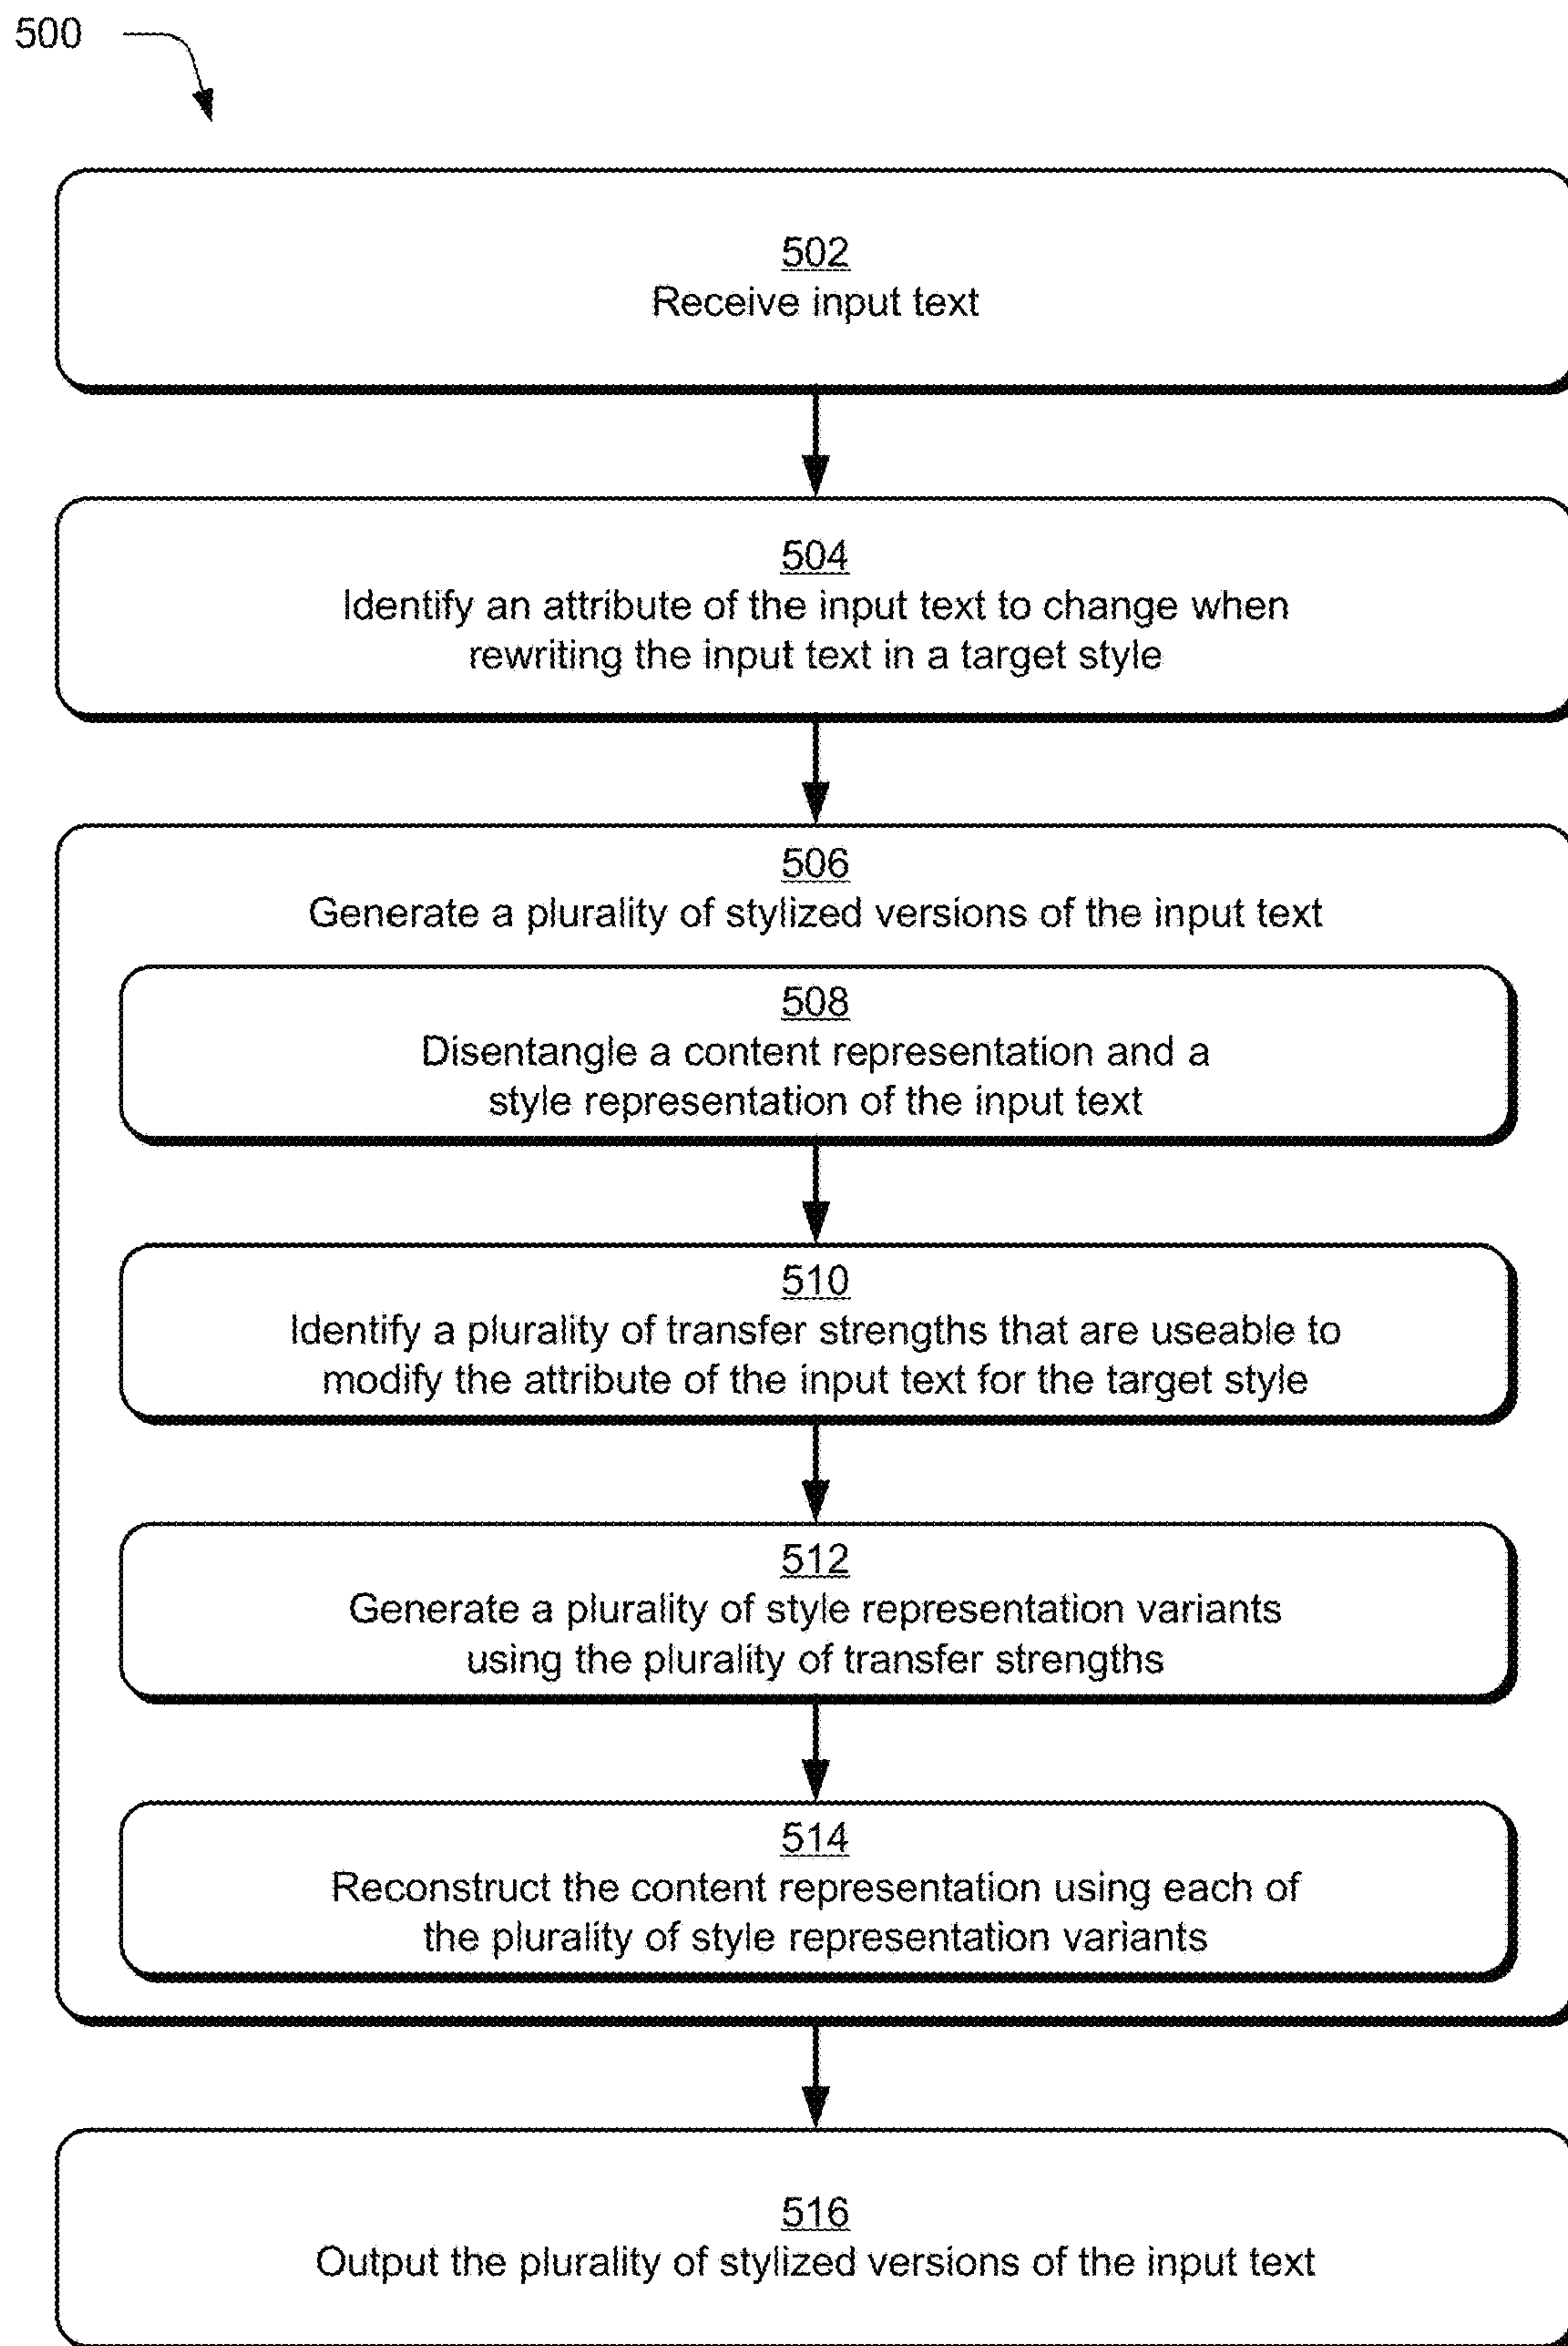 500
502
Receive input text
504
Identify an attribute of the input text to change when
rewriting the input text in a target style
506
Generate a plurality of stylized versions of the input text
508
Disentangle a content representation and a
style representation of the input text
510
Identify a plurality of transfer strengths that are useable to
modify the attribute of the input text for the target style
512
Generate a plurality of style representation variants
using the plurality of transfer strengths
514
Reconstruct the content representation using each of
the plurality of style representation variants
516
Output the plurality of stylized versions of the input text